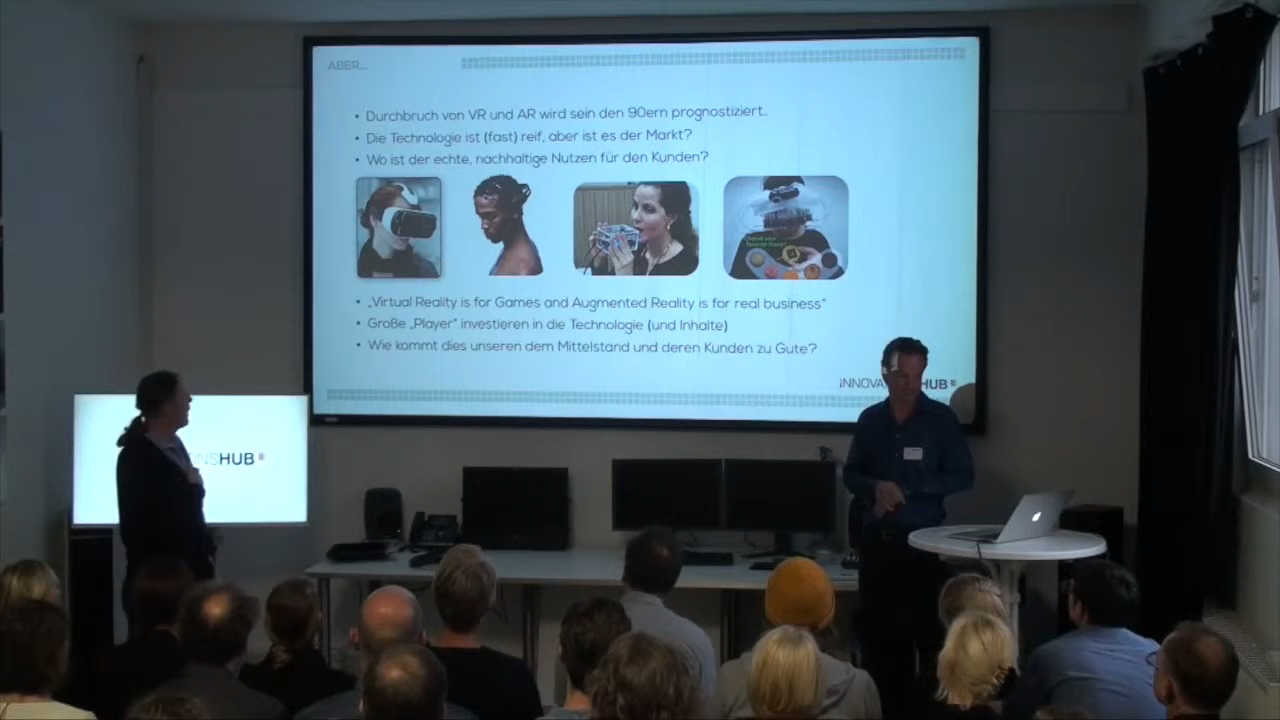 ABER...
Durchbruch von VR und AR wird sein den 90ern prognostiziert..
Die Technologie ist (fast) reif, aber ist es der Markt?
Wo ist der echte, nachhaltige Nutzen für den Kunden?
„Virtual Reality is for Games and Augmented Reality is for real business"
Große „Player" investieren in die Technologie (und Inhalte)
Wie kommt dies unseren dem Mittelstand und deren Kunden zu Gute?
INNOVA HUB
NSHUB